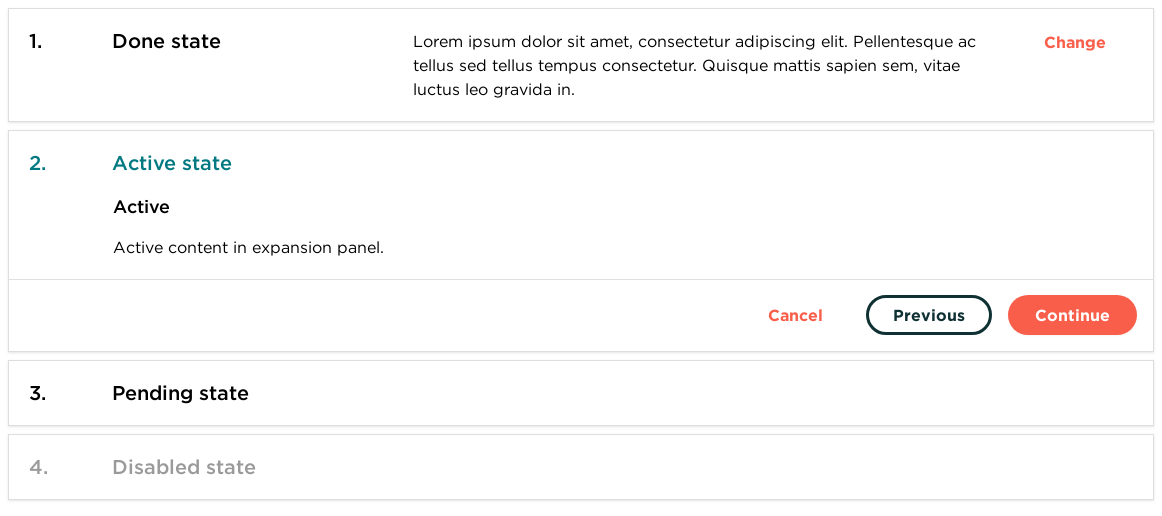 1. Done state
Lorem ipsum dolor sit amet, consectetur adipiscing elit. Pellentesque ac
tellus sed tellus tempus consectetur. Quisque mattis sapien sem, vitae
luctus leo gravida in.
Change
2. Active state
Active
Active content in expansion panel.
Cancel Previous Continue
3. Pending state
4. Disabled state